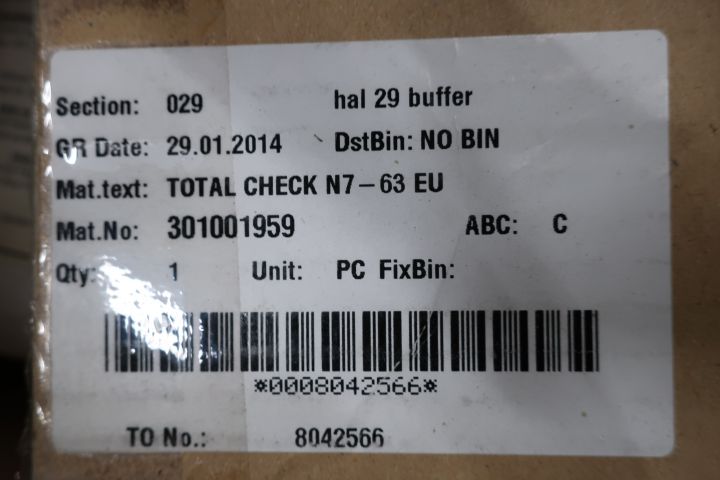 Section: 029 hal 29 buffer
GR Date: 29.01.2014 DstBin: NO BIN
Mat.text: TOTAL CHECK N7-63 EU
Mat.No: 301001959 ABC: C
Qty: 1 Unit: PC FixBin:
*0008042566*
TO No.: 8042566